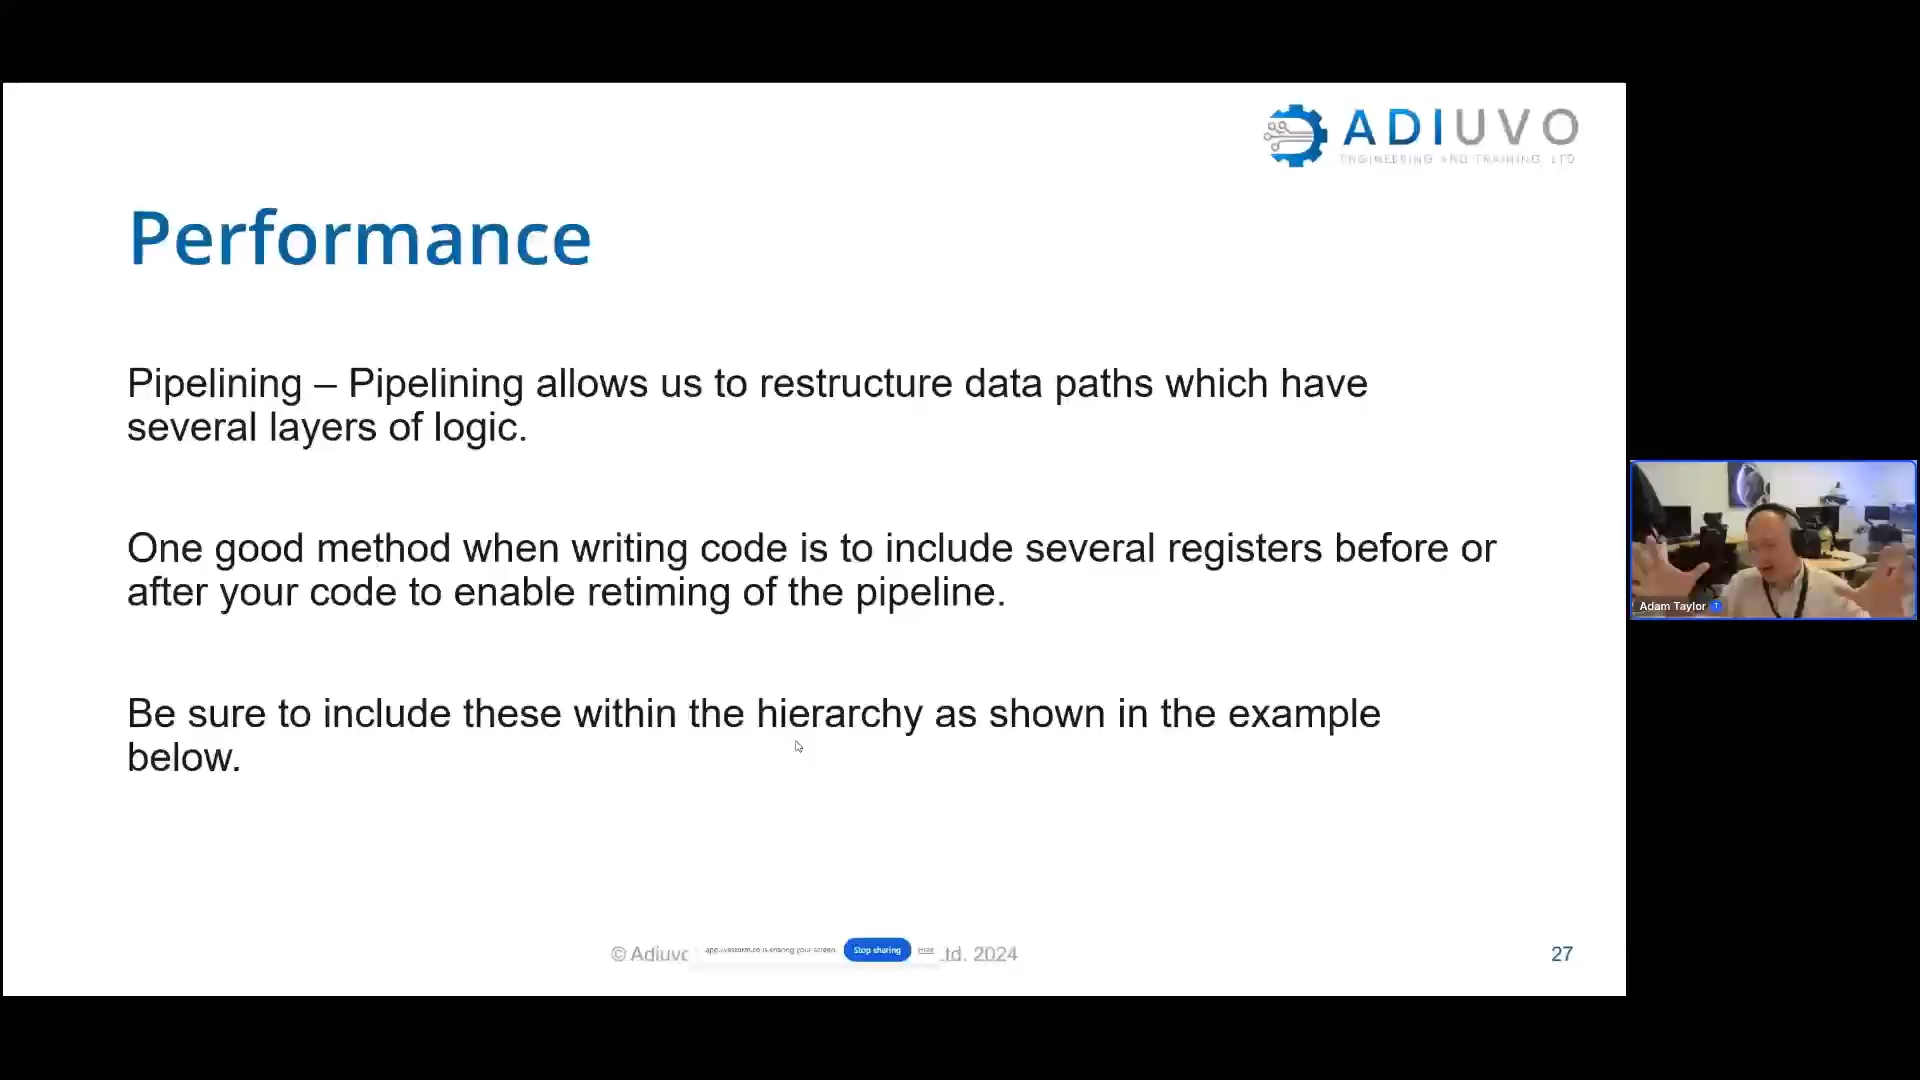 ADIUVO
ENGINEERING AND TRAINING LTD
Performance
Pipelining – Pipelining allows us to restructure data paths which have
several layers of logic.
One good method when writing code is to include several registers before or
after your code to enable retiming of the pipeline.
Be sure to include these within the hierarchy as shown in the example
below.
Adam Taylor
© Adiuvo
app.livestorm.co is sharing your screen. Stop sharing Hide
Ltd. 2024
27